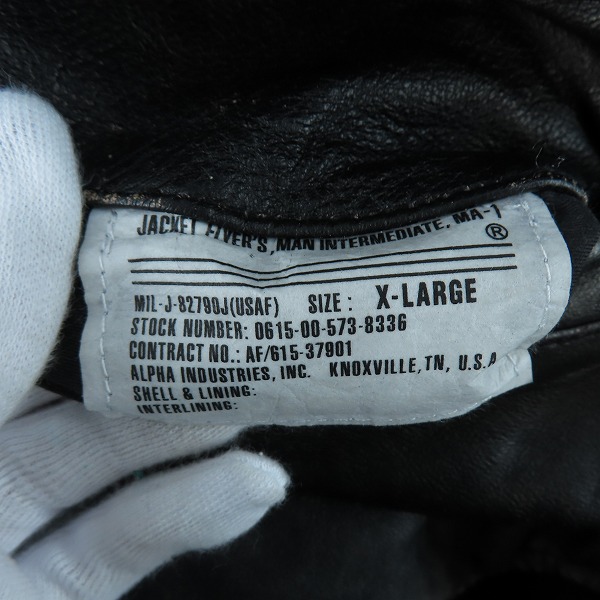 JACKET FLYER'S, MAN INTERMEDIATE, MA-1
®
MIL-J-82790J(USAF) SIZE: X-LARGE
STOCK NUMBER: 0615-00-573-8336
CONTRACT NO.: AF/615-37901
ALPHA INDUSTRIES, INC. KNOXVILLE, TN, U.S.A
SHELL & LINING:
INTERLINING: